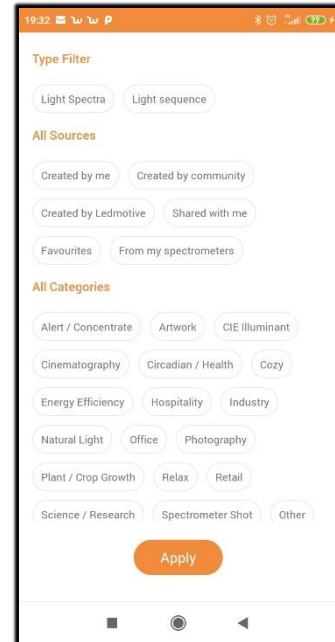 19:32
99
Type Filter
Light Spectra Light sequence
All Sources
Created by me Created by community
Created by Ledmotive Shared with me
Favourites From my spectrometers
All Categories
Alert / Concentrate Artwork CIE Illuminant
Cinematography Circadian / Health Cozy
Energy Efficiency Hospitality Industry
Natural Light Office Photography
Plant / Crop Growth Relax Retail
Science / Research Spectrometer Shot Other
Apply